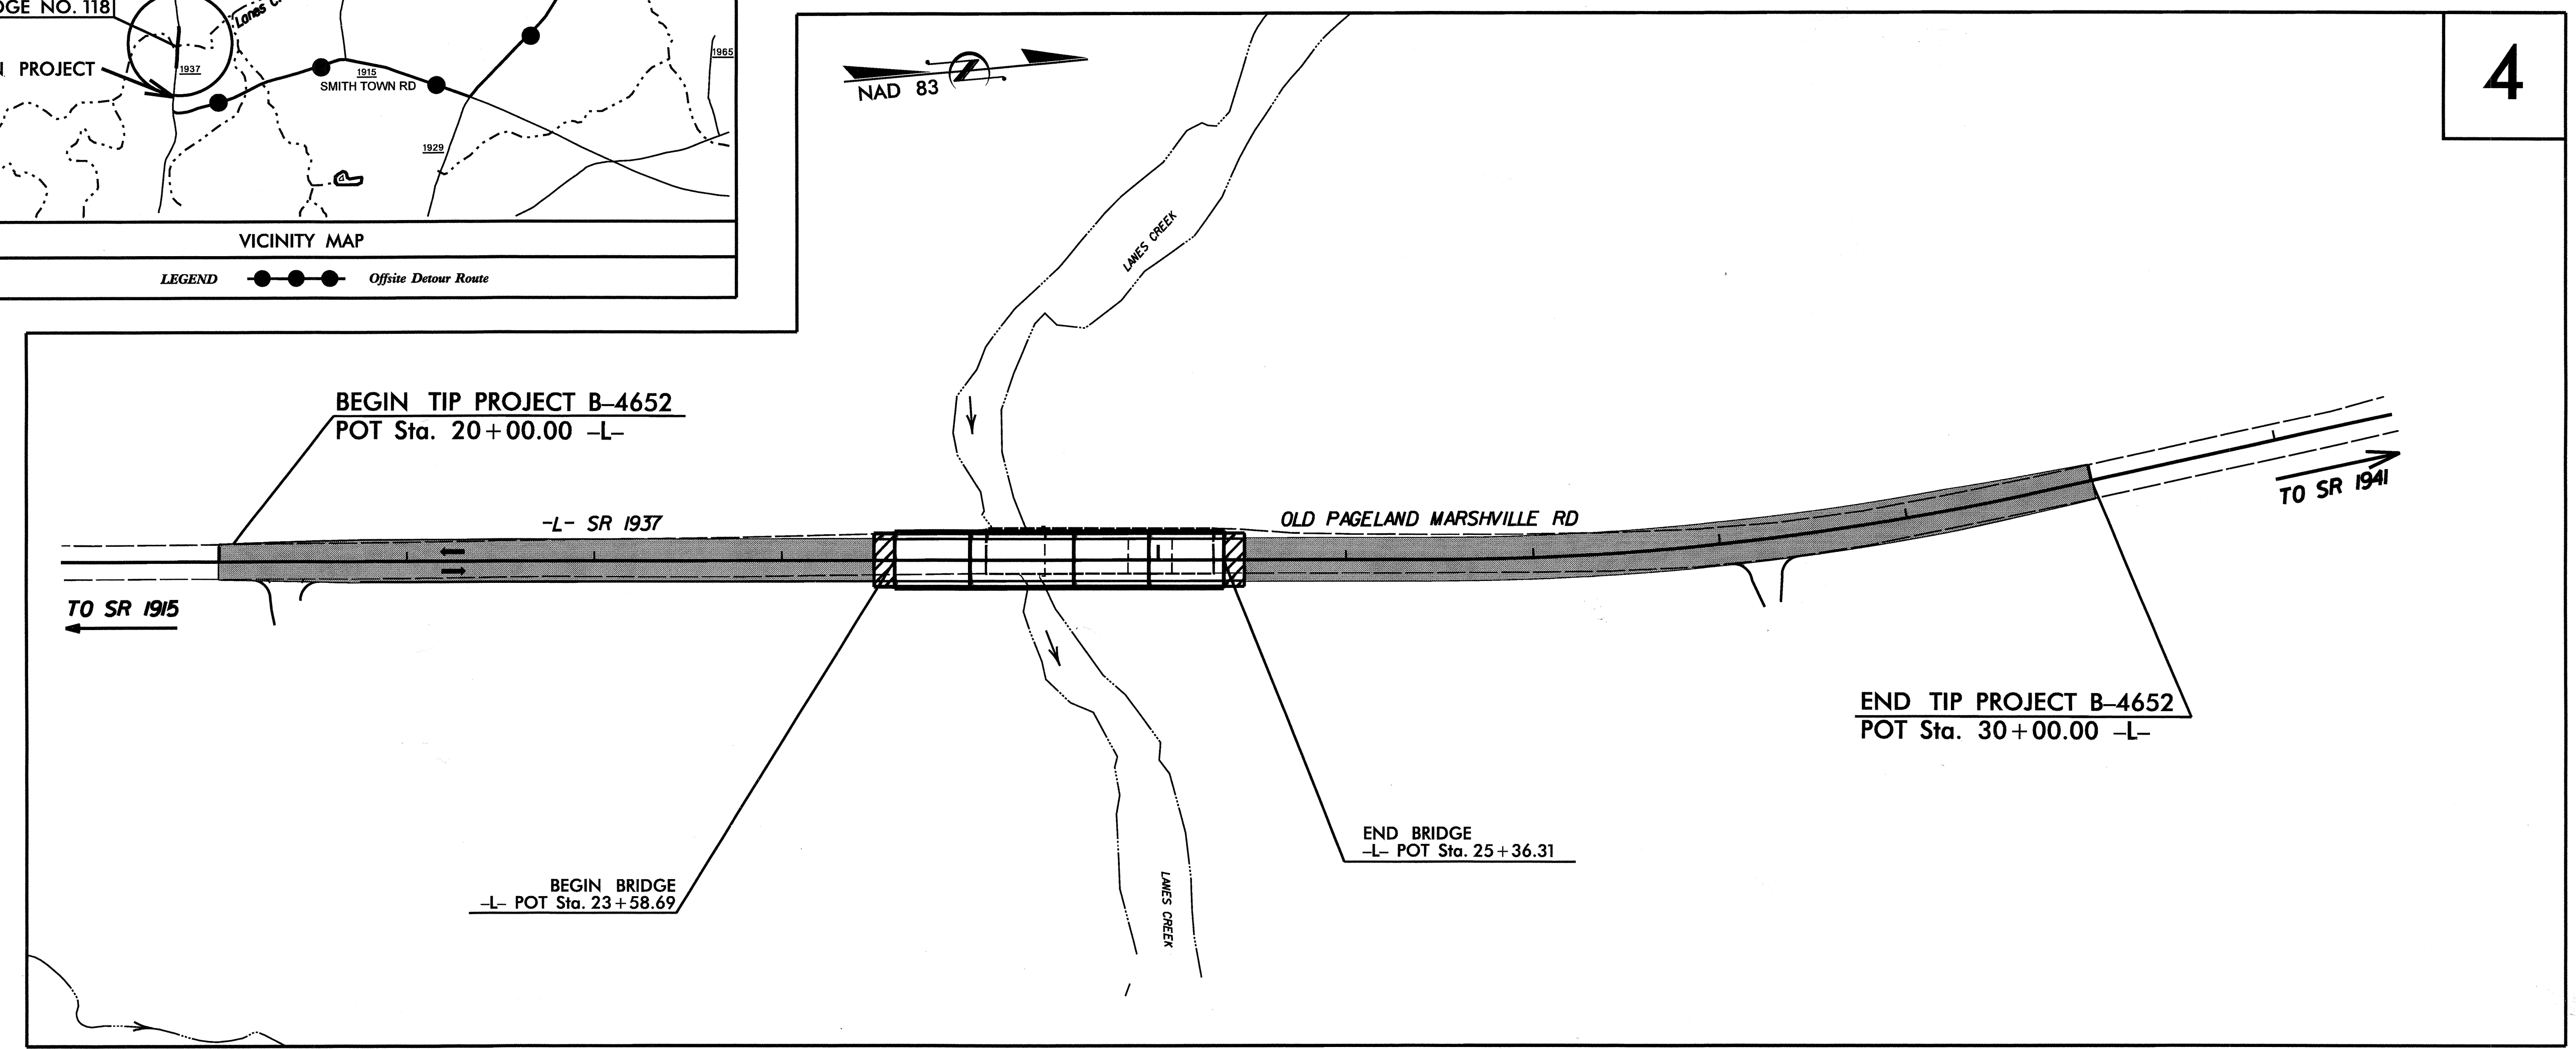 DGE NO. 118
Lanes C
PROJECT
1937
1915
SMITH TOWN RD
1929
1965
VICINITY MAP
LEGEND
Offsite Detour Route
NAD 83
4
LANES CREEK
BEGIN TIP PROJECT B–4652
POT Sta. 20+00.00 –L–
-L- SR 1937
OLD PAGELAND MARSHVILLE RD
TO SR 1941
TO SR 1915
END TIP PROJECT B–4652
POT Sta. 30+00.00 –L–
END BRIDGE
–L– POT Sta. 25+36.31
BEGIN BRIDGE
–L– POT Sta. 23+58.69
LANES CREEK